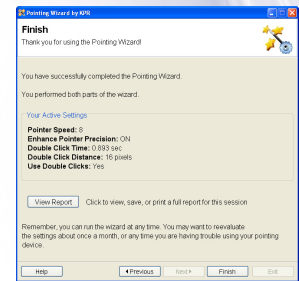 Pointing Wizard by KPR
Finish
Thank you for using the Pointing Wizard!
You have successfully completed the Pointing Wizard.
You performed both parts of the wizard.
Your Active Settings
Pointer Speed: 8
Enhance Pointer Precision: ON
Double Click Time: 0.893 sec
Double Click Distance: 16 pixels
Use Double Clicks: Yes
View Report Click to view, save, or print a full report for this session
Remember, you can run the wizard at any time. You may want to reevaluate
the settings about once a month, or any time you are having trouble using your pointing
device.
Help Previous Next Finish Exit